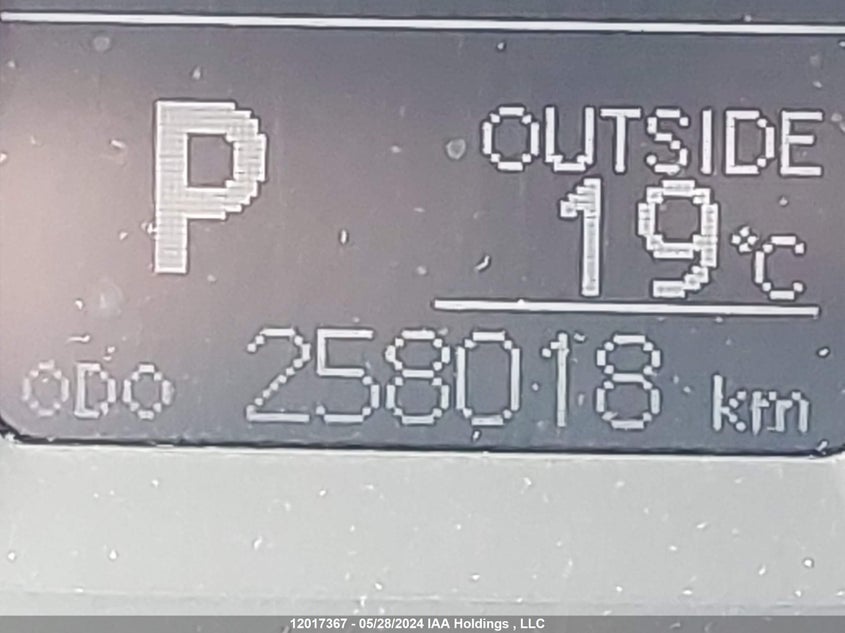 P
OUTSIDE
19°C
ODO 258018 km
12017367 - 05/28/2024 IAA Holdings , LLC